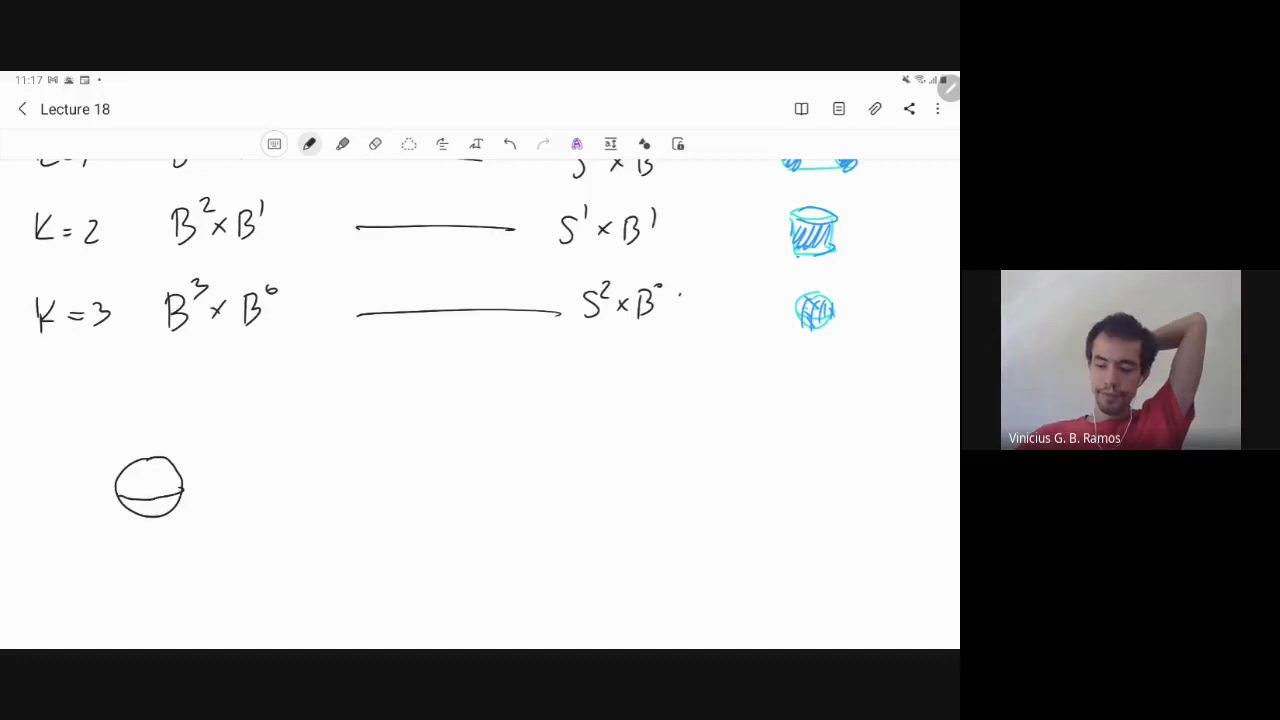 11:17
Lecture 18
K = 2 B² × B¹ S¹ × B¹
K = 3 B³ × B⁰ S² × B⁰
Vinicius G. B. Ramos